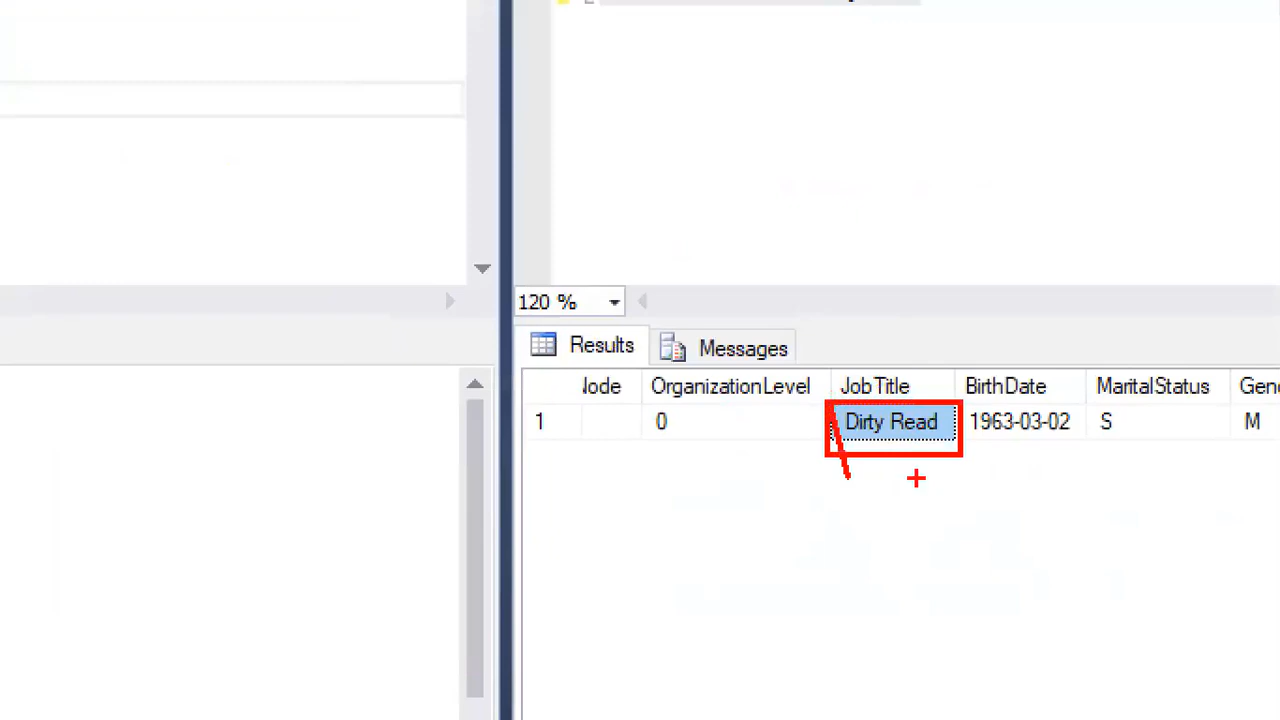 120 %
Results Messages
lode OrganizationLevel JobTitle BirthDate MaritalStatus Gen
1 0 Dirty Read 1963-03-02 S M